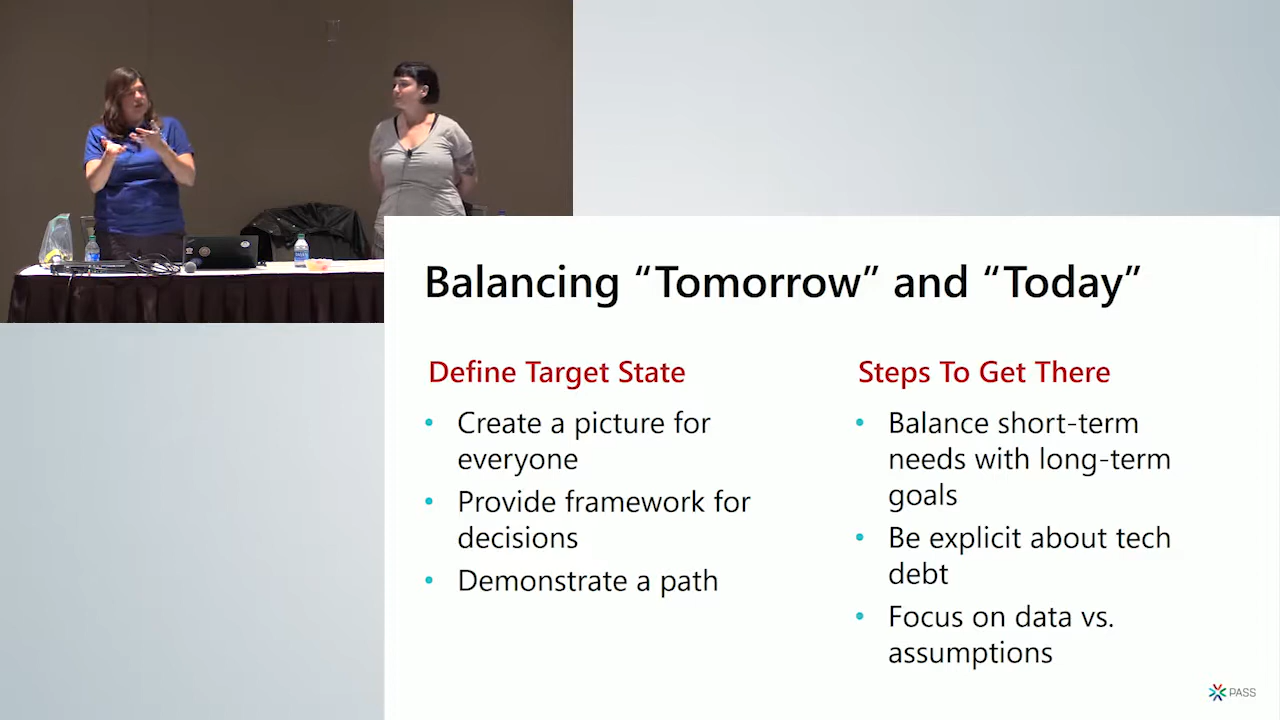 Balancing “Tomorrow” and “Today”
Define Target State
• Create a picture for
everyone
• Provide framework for
decisions
• Demonstrate a path
Steps To Get There
• Balance short-term
needs with long-term
goals
• Be explicit about tech
debt
• Focus on data vs.
assumptions
PASS